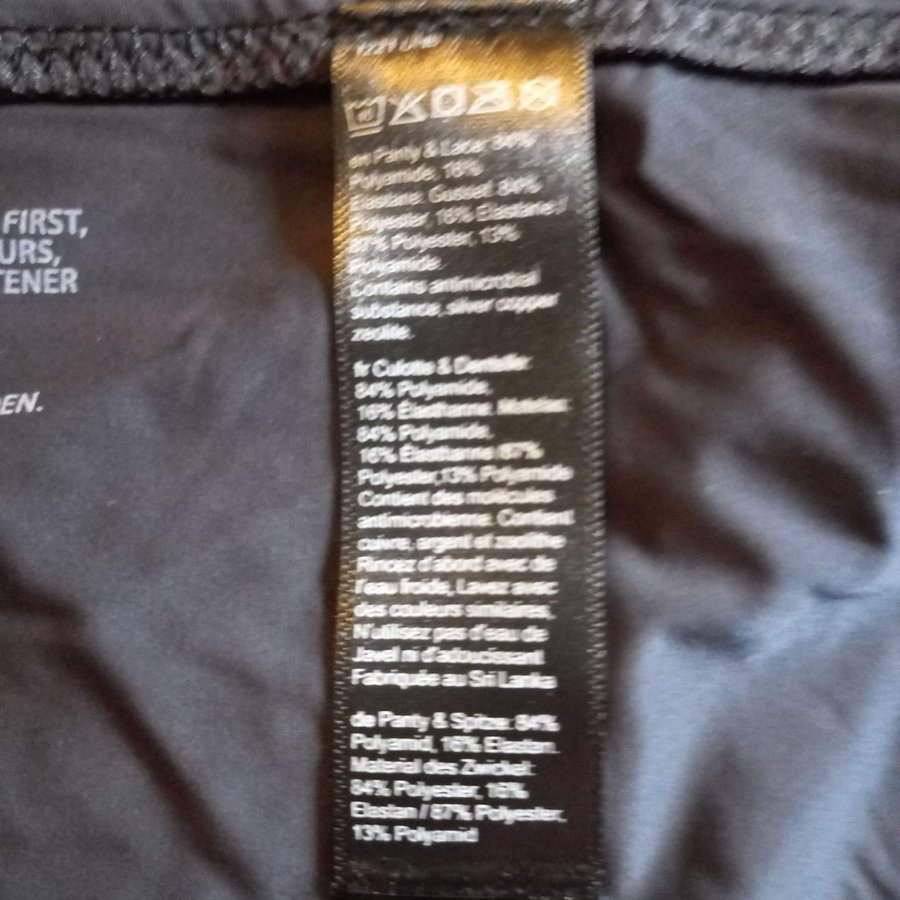 FIRST,
URS,
TENER
EN.
en Panty & Lace: 84%
Polyamide, 16%
Elastane. Gusset: 84%
Polyester, 16% Elastane /
87% Polyester, 13%
Polyamide.
Contains antimicrobial
substance, silver copper
zeolite.
fr Culotte & Dentelle:
84% Polyamide,
16% Élasthanne.
84% Polyamide,
16% Élasthanne 87%
Polyester,13% Polyamide
Contient des molécules
antimicrobienne. Contient
cuivre, argent et zeolithe
Rincez d'abord avec de
l'eau froide, Lavez avec
des couleurs similaires,
N'utilisez pas d'eau de
Javel ni d'adoucissant
Fabriquée au Sri Lanka
de Panty & Spitze: 84%
Polyamid, 16% Elastan.
Material des Zwickel:
84% Polyester, 16%
Elastan / 87% Polyester,
13% Polyamid